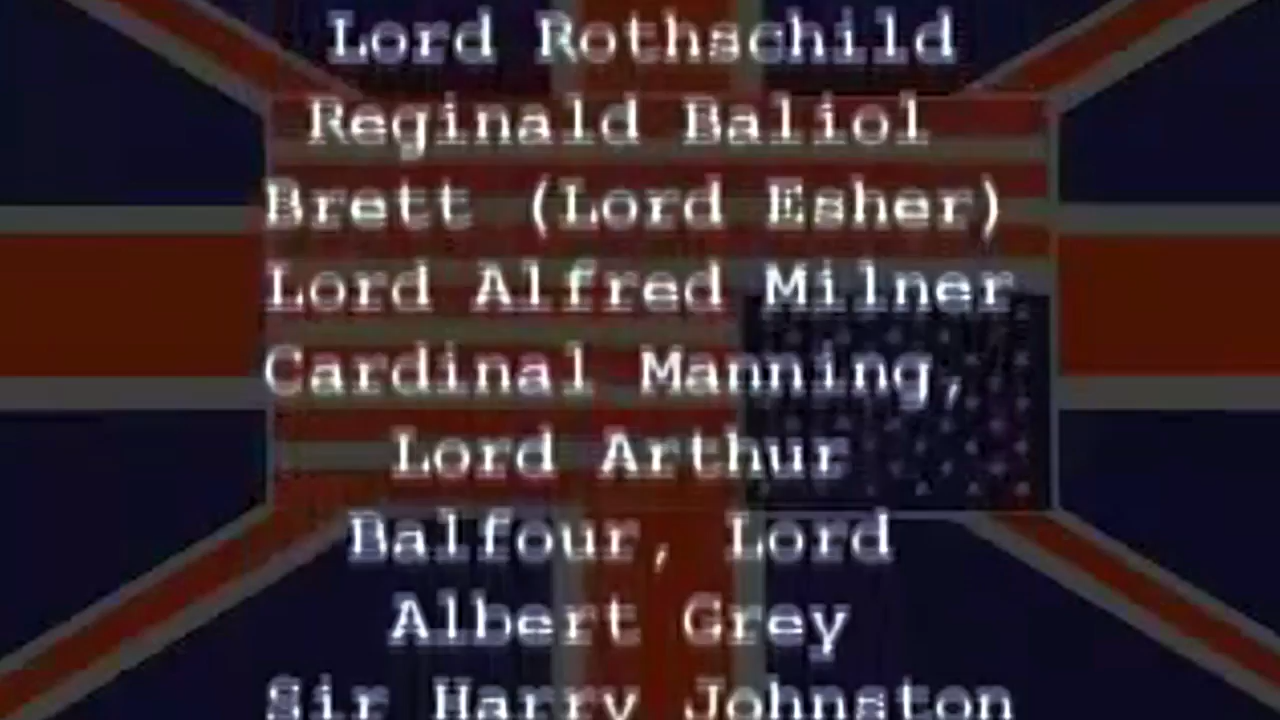 Lord Rothschild
Reginald Baliol
Brett (Lord Esher)
Lord Alfred Milner
Cardinal Manning,
Lord Arthur
Balfour, Lord
Albert Grey
Sir Harry Johnston